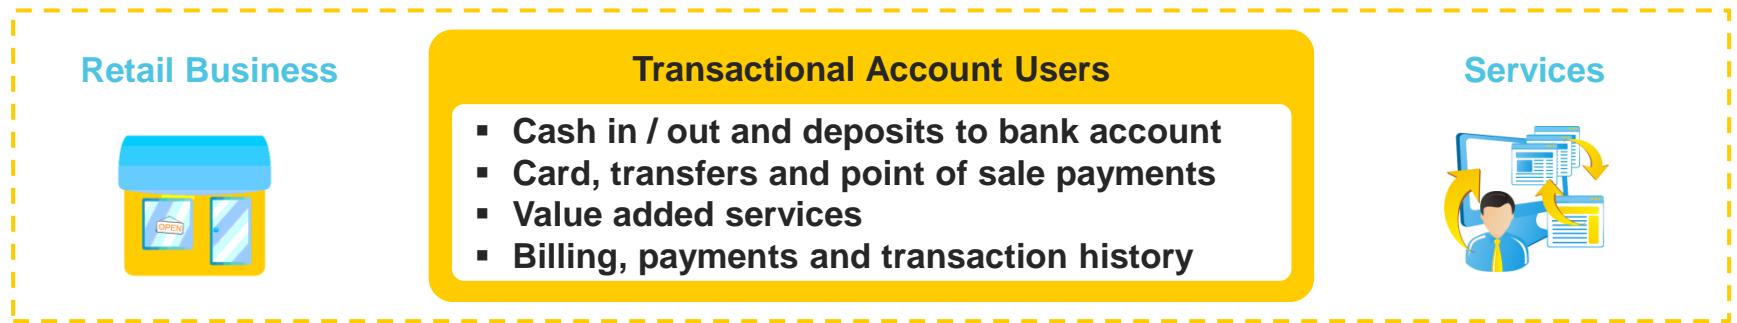 Retail Business
OPEN
Transactional Account Users
▪ Cash in / out and deposits to bank account
▪ Card, transfers and point of sale payments
▪ Value added services
▪ Billing, payments and transaction history
Services